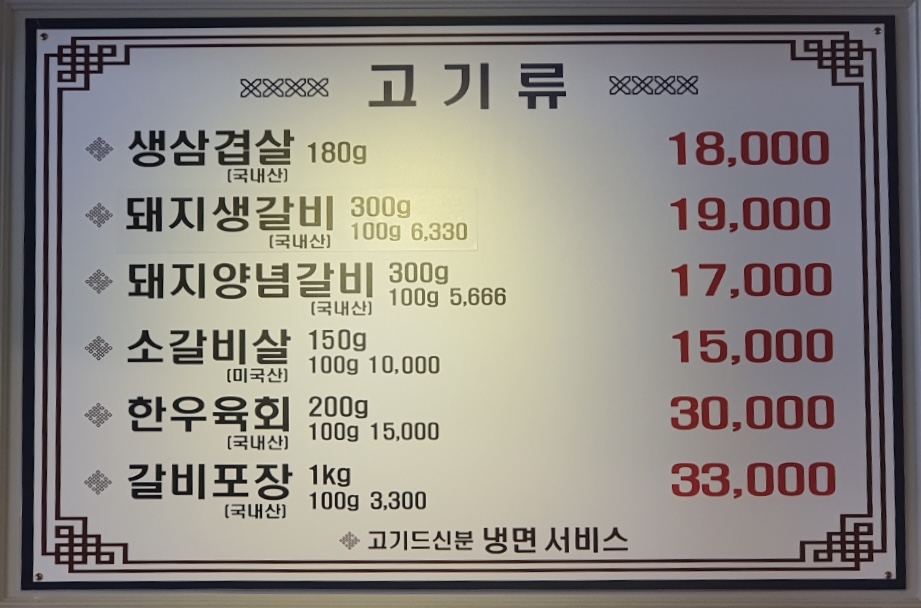 고기류
생삼겹살 180g 18,000
(국내산)
돼지생갈비 300g 19,000
(국내산) 100g 6,330
돼지양념갈비 300g 17,000
(국내산) 100g 5,666
소갈비살 150g 15,000
(미국산) 100g 10,000
한우육회 200g 30,000
(국내산) 100g 15,000
갈비포장 1kg 33,000
(국내산) 100g 3,300
고기드신분 냉면 서비스